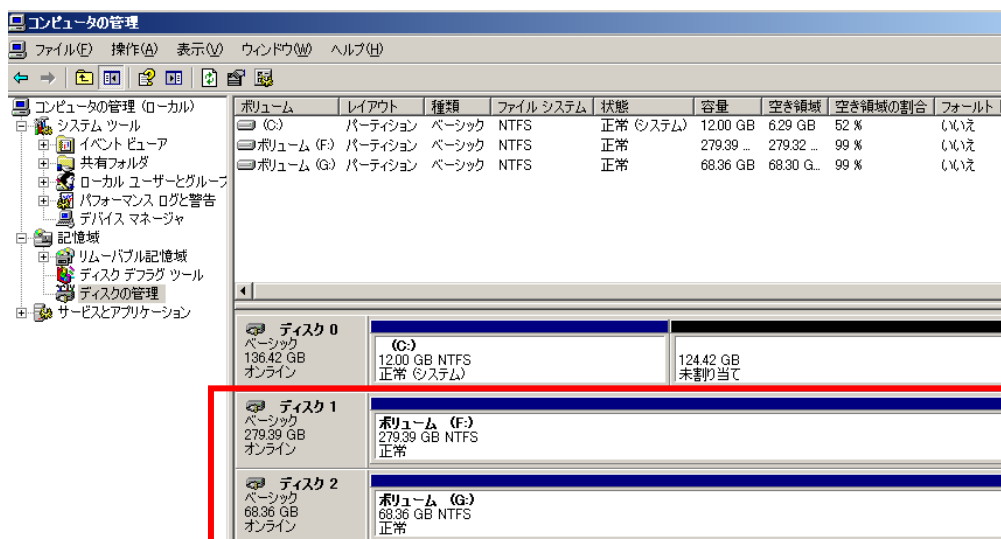 コンピュータの管理
ファイル(F) 操作(A) 表示(V) ウィンドウ(W) ヘルプ(H)
コンピュータの管理 (ローカル)
システム ツール
イベント ビューア
共有フォルダ
ローカル ユーザーとグループ
パフォーマンス ログと警告
デバイス マネージャ
記憶域
リムーバブル記憶域
ディスク デフラグ ツール
ディスクの管理
サービスとアプリケーション
ボリューム レイアウト 種類 ファイル システム 状態 容量 空き領域 空き領域の割合 フォールト
(C:) パーティション ベーシック NTFS 正常 (システム) 12.00 GB 6.29 GB 52 % いいえ
ボリューム (F:) パーティション ベーシック NTFS 正常 279.39 ... 279.32 ... 99 % いいえ
ボリューム (G:) パーティション ベーシック NTFS 正常 68.36 GB 68.30 G... 99 % いいえ
ディスク 0
ベーシック
136.42 GB
オンライン
(C:)
12.00 GB NTFS
正常 (システム)
124.42 GB
未割り当て
ディスク 1
ベーシック
279.39 GB
オンライン
ボリューム (F:)
279.39 GB NTFS
正常
ディスク 2
ベーシック
68.36 GB
オンライン
ボリューム (G:)
68.36 GB NTFS
正常